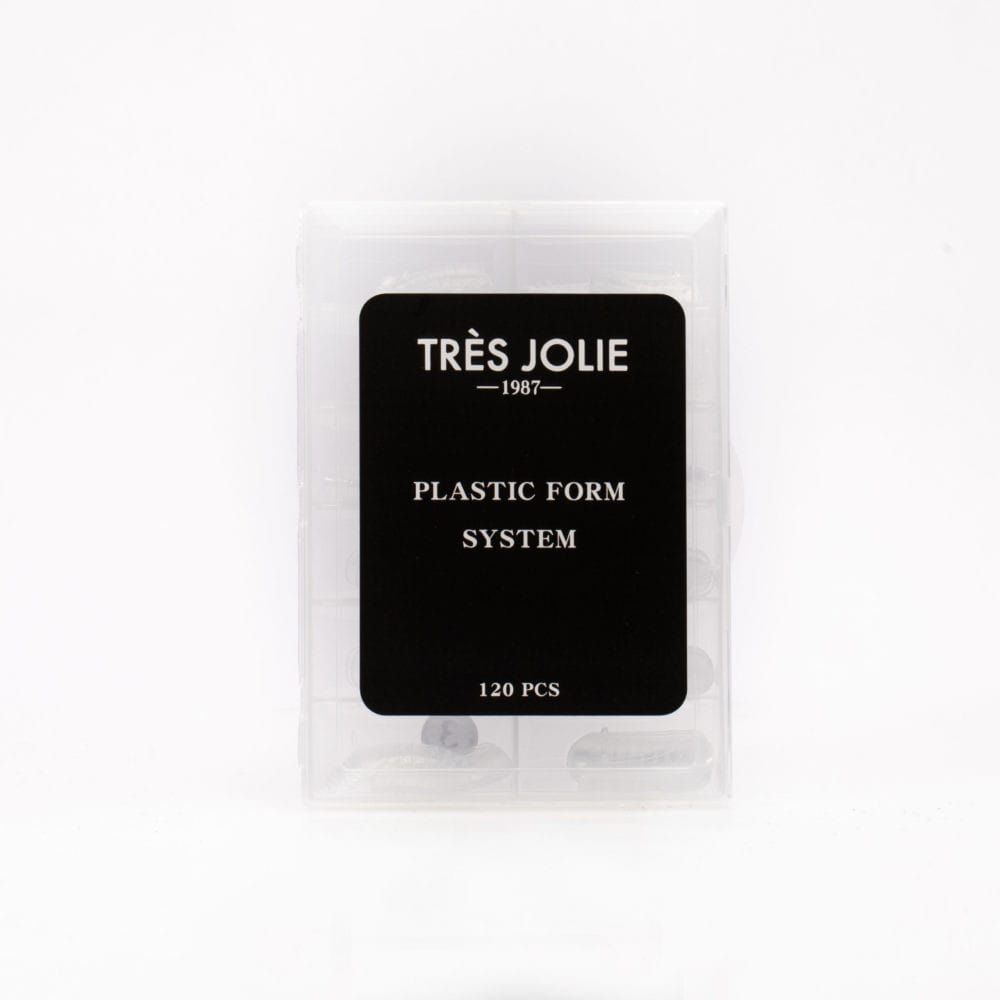 TRÈS JOLIE
—1987—
PLASTIC FORM
SYSTEM
120 PCS